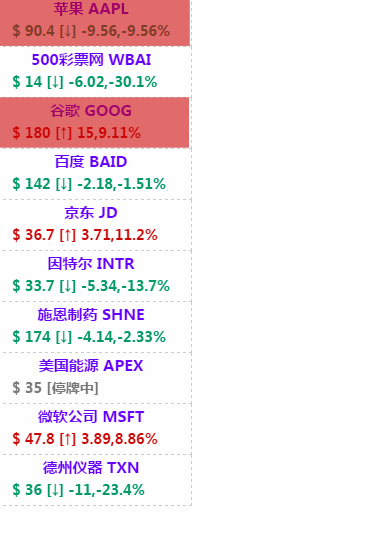 苹果 AAPL
$ 90.4 [↓] -9.56,-9.56%
500彩票网 WBAI
$ 14 [↓] -6.02,-30.1%
谷歌 GOOG
$ 180 [↑] 15,9.11%
百度 BAID
$ 142 [↓] -2.18,-1.51%
京东 JD
$ 36.7 [↑] 3.71,11.2%
因特尔 INTR
$ 33.7 [↓] -5.34,-13.7%
施恩制药 SHNE
$ 174 [↓] -4.14,-2.33%
美国能源 APEX
$ 35 [停牌中]
微软公司 MSFT
$ 47.8 [↑] 3.89,8.86%
德州仪器 TXN
$ 36 [↓] -11,-23.4%